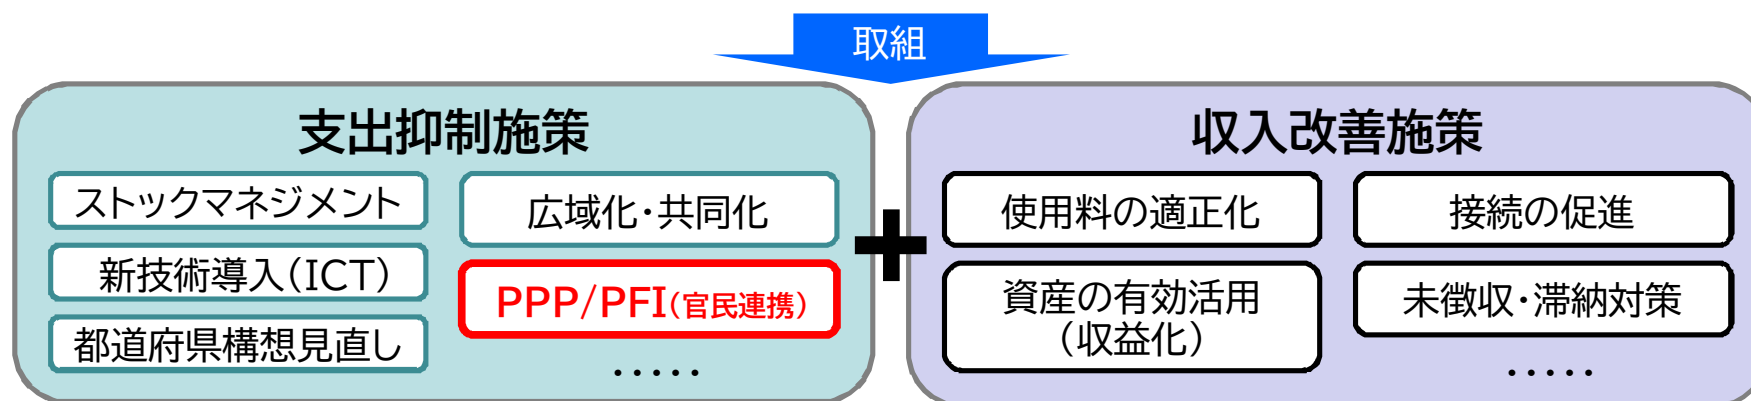 取組
支出抑制施策
ストックマネジメント
新技術導入(ICT)
都道府県構想見直し
広域化・共同化
PPP/PFI(官民連携)
・・・・・
+
収入改善施策
使用料の適正化
資産の有効活用
(収益化)
接続の促進
未徴収・滞納対策
・・・・・